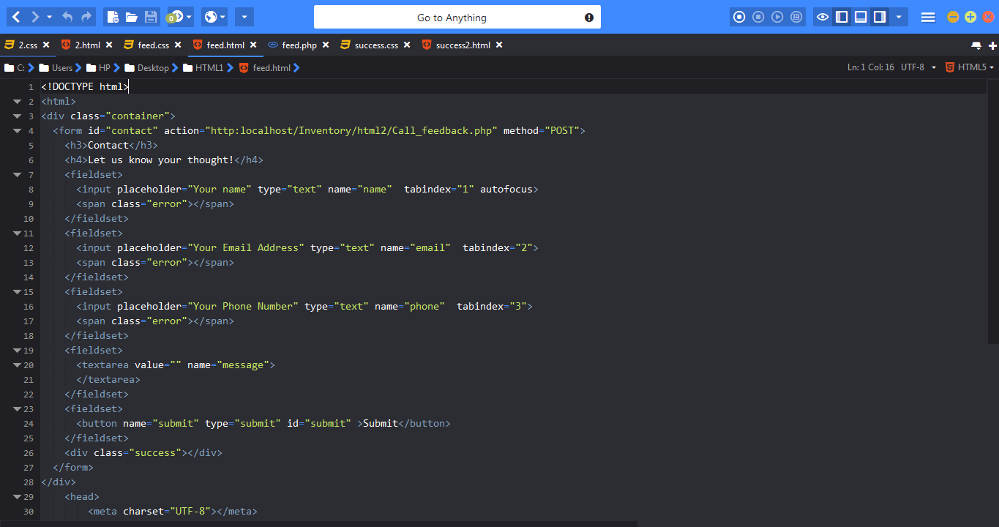 Go to Anything
0
2.css
2.html
feed.css
feed.html
feed.php
success.css
success2.html
C: Users HP Desktop HTML1 feed.html
Ln: 1 Col: 16 UTF-8 HTML5
1 <!DOCTYPE html>
2 <html>
3 <div class="container">
4 <form id="contact" action="http:localhost/Inventory/html2/Call_feedback.php" method="POST">
5 <h3>Contact</h3>
6 <h4>Let us know your thought!</h4>
7 <fieldset>
8 <input placeholder="Your name" type="text" name="name"  tabindex="1" autofocus>
9 <span class="error"></span>
10 </fieldset>
11 <fieldset>
12 <input placeholder="Your Email Address" type="text" name="email"  tabindex="2">
13 <span class="error"></span>
14 </fieldset>
15 <fieldset>
16 <input placeholder="Your Phone Number" type="text" name="phone"  tabindex="3">
17 <span class="error"></span>
18 </fieldset>
19 <fieldset>
20 <textarea value="" name="message">
21 </textarea>
22 </fieldset>
23 <fieldset>
24 <button name="submit" type="submit" id="submit" >Submit</button>
25 </fieldset>
26 <div class="success"></div>
27 </form>
28 </div>
29 <head>
30 <meta charset="UTF-8"></meta>